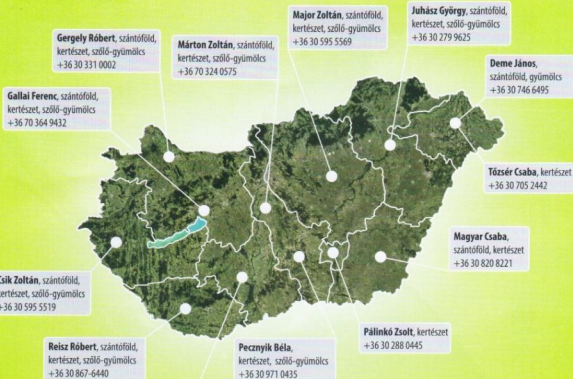 Gergely Róbert, szántóföld,
kertészet, szőlő-gyümölcs
+36 30 331 0002
Márton Zoltán, szántóföld,
kertészet, szőlő-gyümölcs
+36 70 324 0575
Major Zoltán, szántóföld,
kertészet, szőlő-gyümölcs
+36 30 595 5569
Juhász György, szántóföld,
kertészet, szőlő-gyümölcs
+36 30 279 9625
Deme János,
szántóföld, gyümölcs
+36 30 746 6495
Gallai Ferenc, szántóföld,
kertészet, szőlő-gyümölcs
+36 70 364 9432
Tőzsér Csaba, kertészet
+36 30 705 2442
Magyar Csaba,
szántóföld, kertészet
+36 30 820 8221
Csik Zoltán, szántóföld,
kertészet, szőlő-gyümölcs
+36 30 595 5519
Pálinkó Zsolt, kertészet
+36 30 288 0445
Reisz Róbert, szántóföld,
kertészet, szőlő-gyümölcs
+36 30 867-6440
Pecznyik Béla,
kertészet, szőlő-gyümölcs
+36 30 971 0435